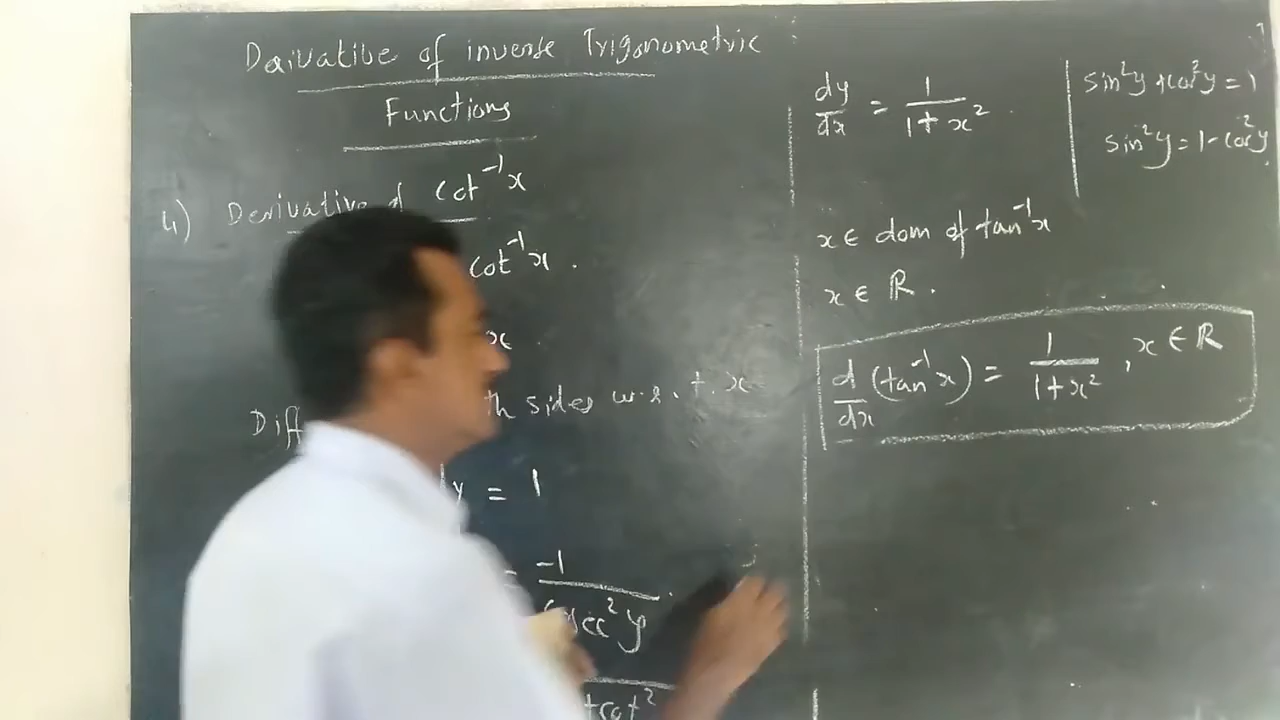 Derivative of inverse Trigonometric
Functions
4) Derivative of Cot⁻¹x
cot⁻¹x .
x .
Diff th sides w.r.t. x
dy = 1
= -1 / cosec²y .
+cot²
dy/dx = 1 / 1+x² .
x ∈ dom of tan⁻¹x
x ∈ R .
d/dx (tan⁻¹x) = 1 / 1+x² , x ∈ R
sin²y + cos²y = 1
sin²y = 1 - cos²y